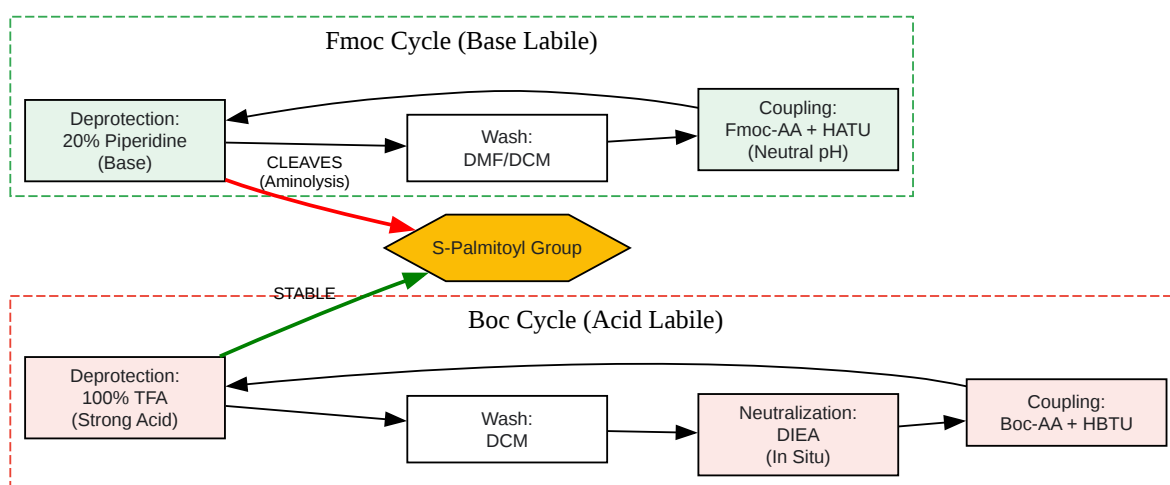 Fmoc Cycle (Base Labile)
Deprotection:
20% Piperidine
(Base)
Wash:
DMF/DCM
Coupling:
Fmoc-AA + HATU
(Neutral pH)
CLEAVES
(Aminolysis)
S-Palmitoyl Group
STABLE
Boc Cycle (Acid Labile)
Deprotection:
100% TFA
(Strong Acid)
Wash:
DCM
Neutralization:
DIEA
(In Situ)
Coupling:
Boc-AA + HBTU